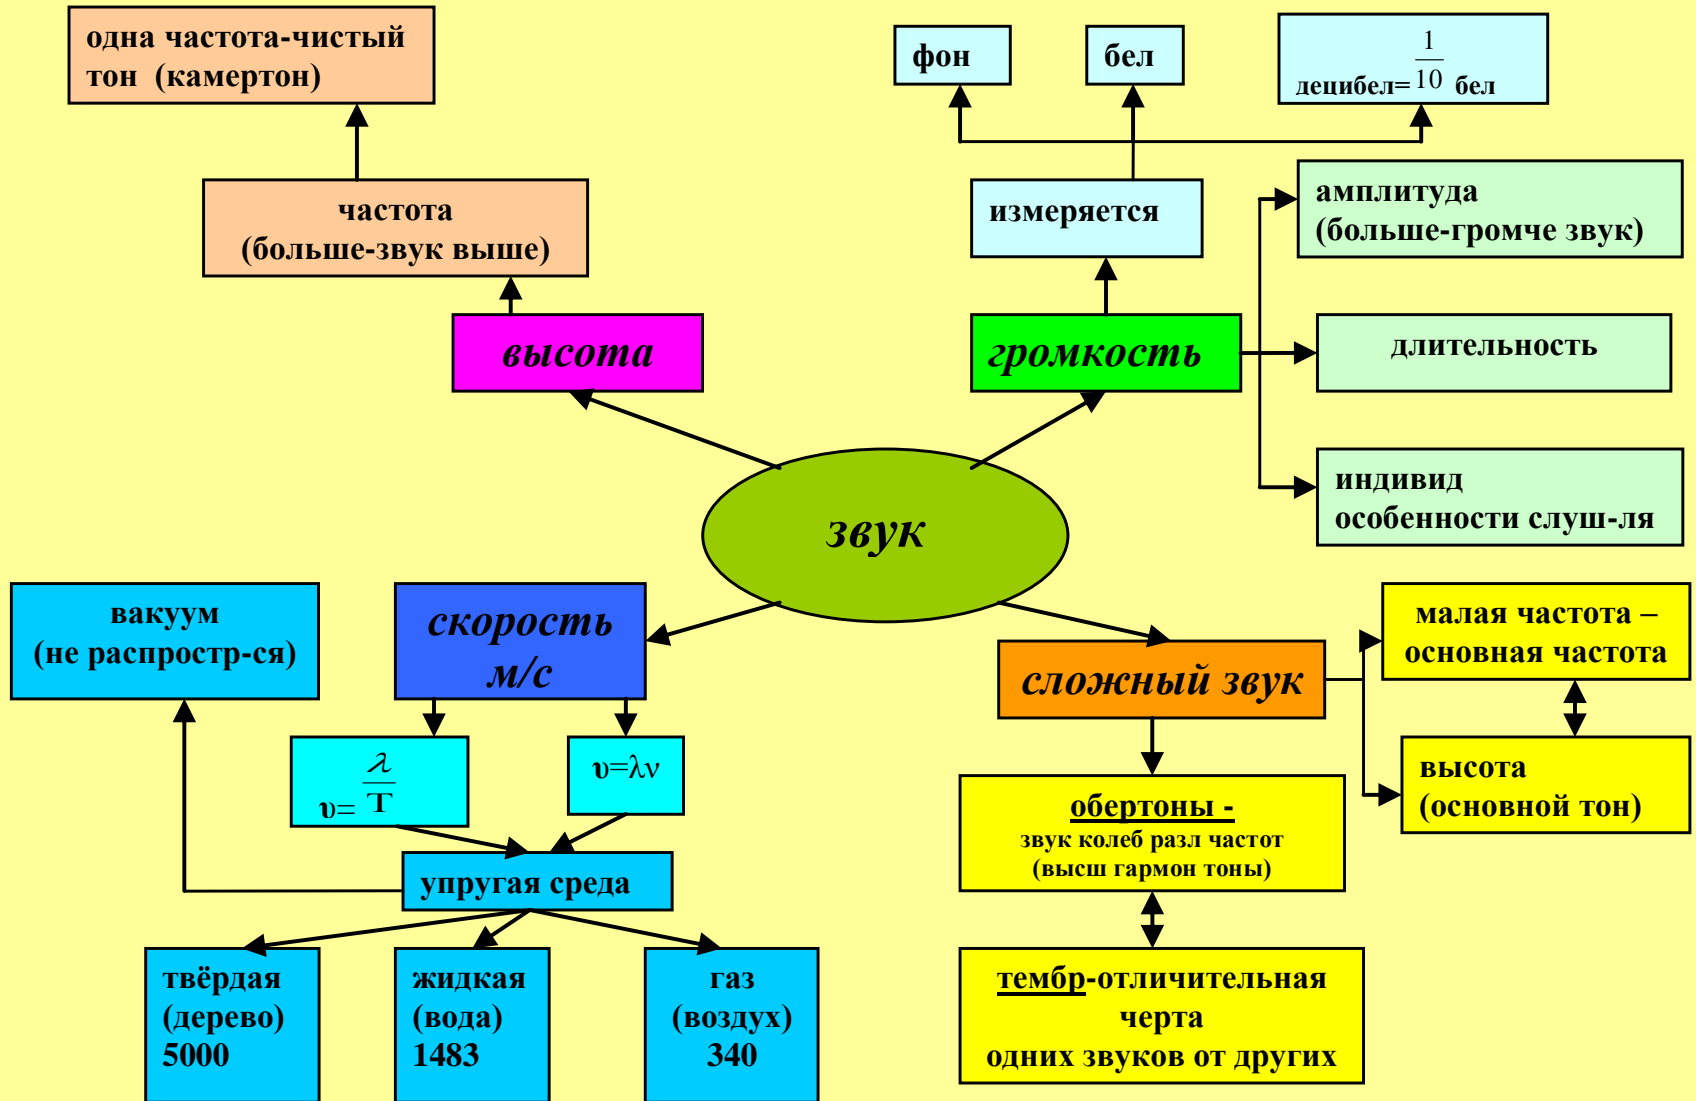 одна частота-чистый
тон (камертон)
частота
(больше-звук выше)
высота
фон
бел
децибел= 1/10 бел
измеряется
громкость
амплитуда
(больше-громче звук)
длительность
индивид
особенности слуш-ля
звук
вакуум
(не распростр-ся)
скорость
м/с
υ= λ/Т
υ=λν
упругая среда
твёрдая
(дерево)
5000
жидкая
(вода)
1483
газ
(воздух)
340
сложный звук
малая частота –
основная частота
высота
(основной тон)
обертоны -
звук колеб разл частот
(высш гармон тоны)
тембр-отличительная
черта
одних звуков от других